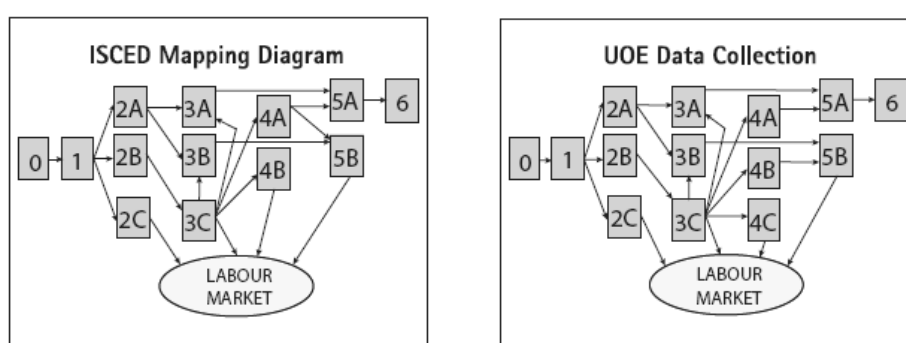 ISCED Mapping Diagram
2A 3A 4A 5A 6
0 1 2B 3B 4B 5B
2C 3C
LABOUR
MARKET
UOE Data Collection
2A 3A 4A 5A 6
0 1 2B 3B 4B 5B
2C 3C 4C
LABOUR
MARKET